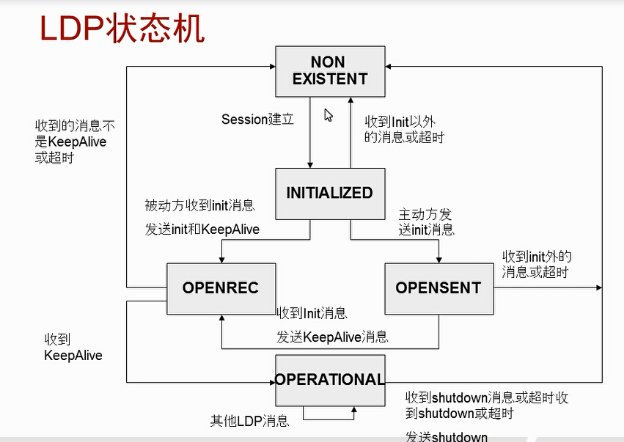 LDP状态机
NON
EXISTENT
收到的消息不
是KeepAlive
或超时
Session建立
收到Init以外
的消息或超时
INITIALIZED
被动方收到init消息
发送init和KeepAlive
主动方发
送init消息
收到init外的
消息或超时
OPENREC
OPENSENT
收到Init消息
发送KeepAlive消息
收到
KeepAlive
OPERATIONAL
其他LDP消息
收到shutdown消息或超时收
到shutdown或超时
发送shutdown